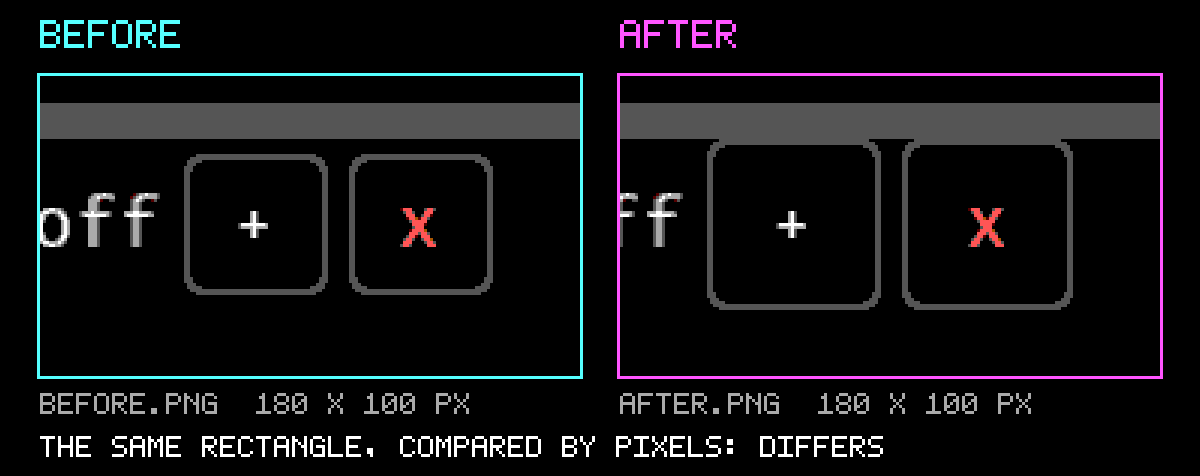 BEFORE
AFTER
off + X
ff + X
BEFORE.PNG 180 X 100 PX
AFTER.PNG 180 X 100 PX
THE SAME RECTANGLE, COMPARED BY PIXELS: DIFFERS